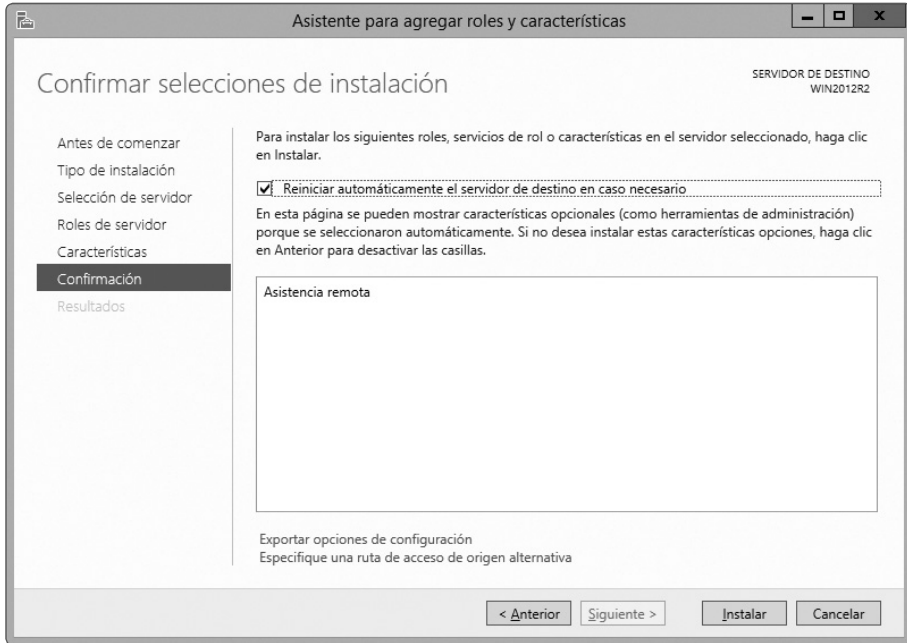 Asistente para agregar roles y características
Confirmar selecciones de instalación
SERVIDOR DE DESTINO
WIN2012R2
Antes de comenzar
Tipo de instalación
Selección de servidor
Roles de servidor
Características
Confirmación
Resultados
Para instalar los siguientes roles, servicios de rol o características en el servidor seleccionado, haga clic
en Instalar.
Reiniciar automáticamente el servidor de destino en caso necesario
En esta página se pueden mostrar características opcionales (como herramientas de administración)
porque se seleccionaron automáticamente. Si no desea instalar estas características opciones, haga clic
en Anterior para desactivar las casillas.
Asistencia remota
Exportar opciones de configuración
Especifique una ruta de acceso de origen alternativa
< Anterior
Siguiente >
Instalar
Cancelar